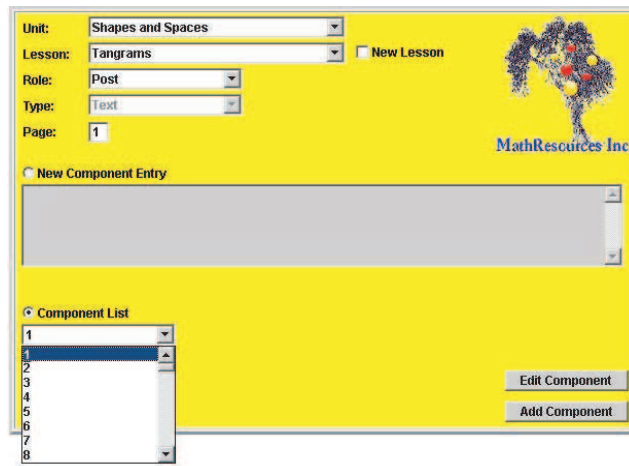 Unit: Shapes and Spaces
Lesson: Tangrams New Lesson
Role: Post
Type: Text
Page: 1
MathResources Inc
New Component Entry
Component List
1
1
2
3
4
5
6
7
8
Edit Component
Add Component